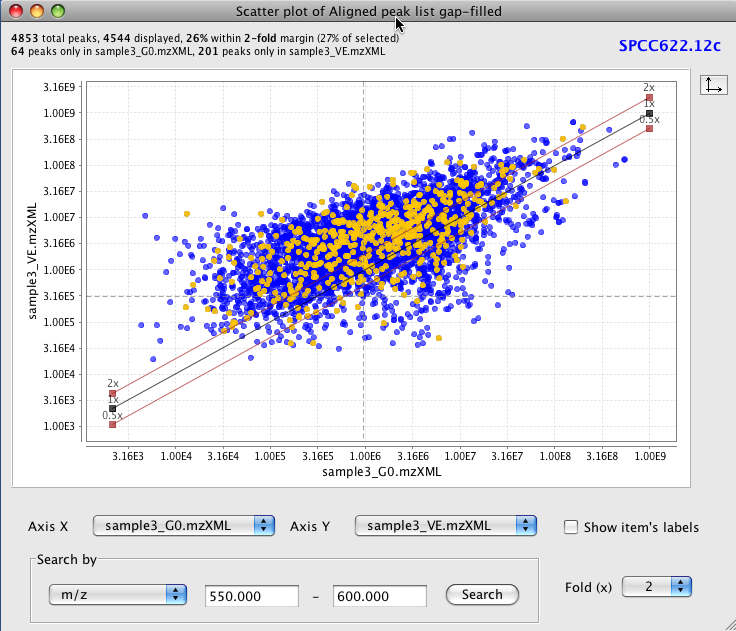 Scatter plot of Aligned peak list gap-filled
4853 total peaks, 4544 displayed, 26% within 2-fold margin (27% of selected)
64 peaks only in sample3_G0.mzXML, 201 peaks only in sample3_VE.mzXML
SPCC622.12c
3.16E9
1.00E9
3.16E8
1.00E8
3.16E7
1.00E7
3.16E6
1.00E6
3.16E5
1.00E5
3.16E4
1.00E4
3.16E3
1.00E3
sample3_VE.mzXML
2x
1x
0.5x
2x
1x
0.5x
3.16E3 1.00E4 3.16E4 1.00E5 3.16E5 1.00E6 3.16E6 1.00E7 3.16E7 1.00E8 3.16E8 1.00E9
sample3_G0.mzXML
Axis X sample3_G0.mzXML Axis Y sample3_VE.mzXML Show item's labels
Search by
m/z 550.000 – 600.000 Search
Fold (x) 2